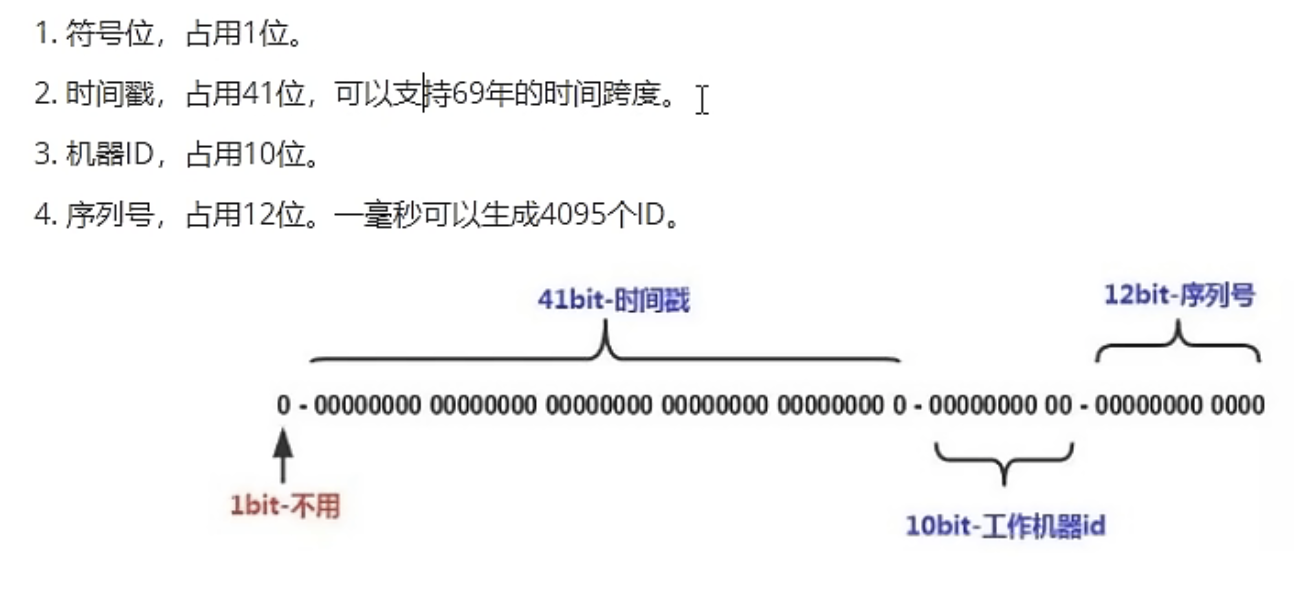 1. 符号位，占用1位。
2. 时间戳，占用41位，可以支持69年的时间跨度。
3. 机器ID，占用10位。
4. 序列号，占用12位。一毫秒可以生成4095个ID。
41bit-时间戳
12bit-序列号
0 - 00000000 00000000 00000000 00000000 00000000 0 - 00000000 00 - 00000000 0000
1bit-不用
10bit-工作机器id